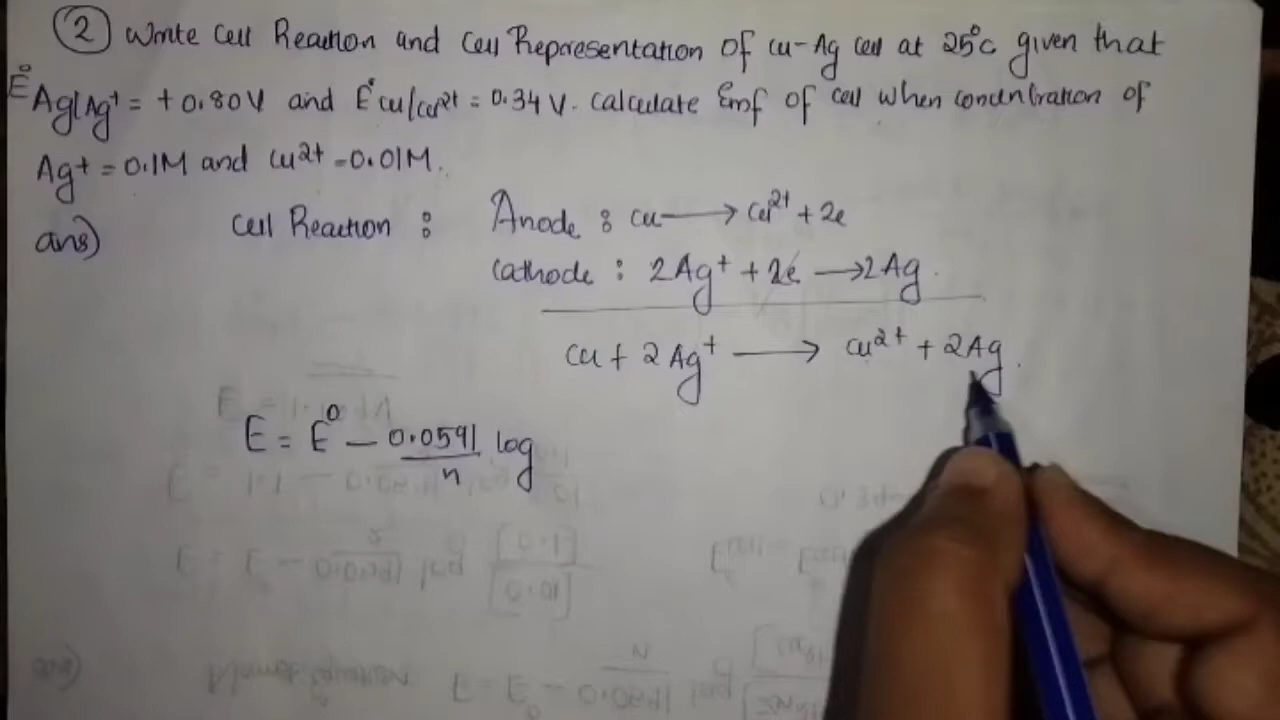 2 Write Cell Reaction and Cell Representation of Cu-Ag cell at 25°C given that
E° Ag|Ag⁺ = +0.80V and E° cu/cu²⁺ = 0.34V. calculate Emf of cell when concentration of
Ag⁺ = 0.1M and cu²⁺ - 0.01M.
ans) Cell Reaction : Anode : cu → cu²⁺ + 2e
Cathode : 2Ag⁺ + 2e → 2Ag
cu + 2Ag⁺ → cu²⁺ + 2Ag
E = E⁰ - 0.0591/n log